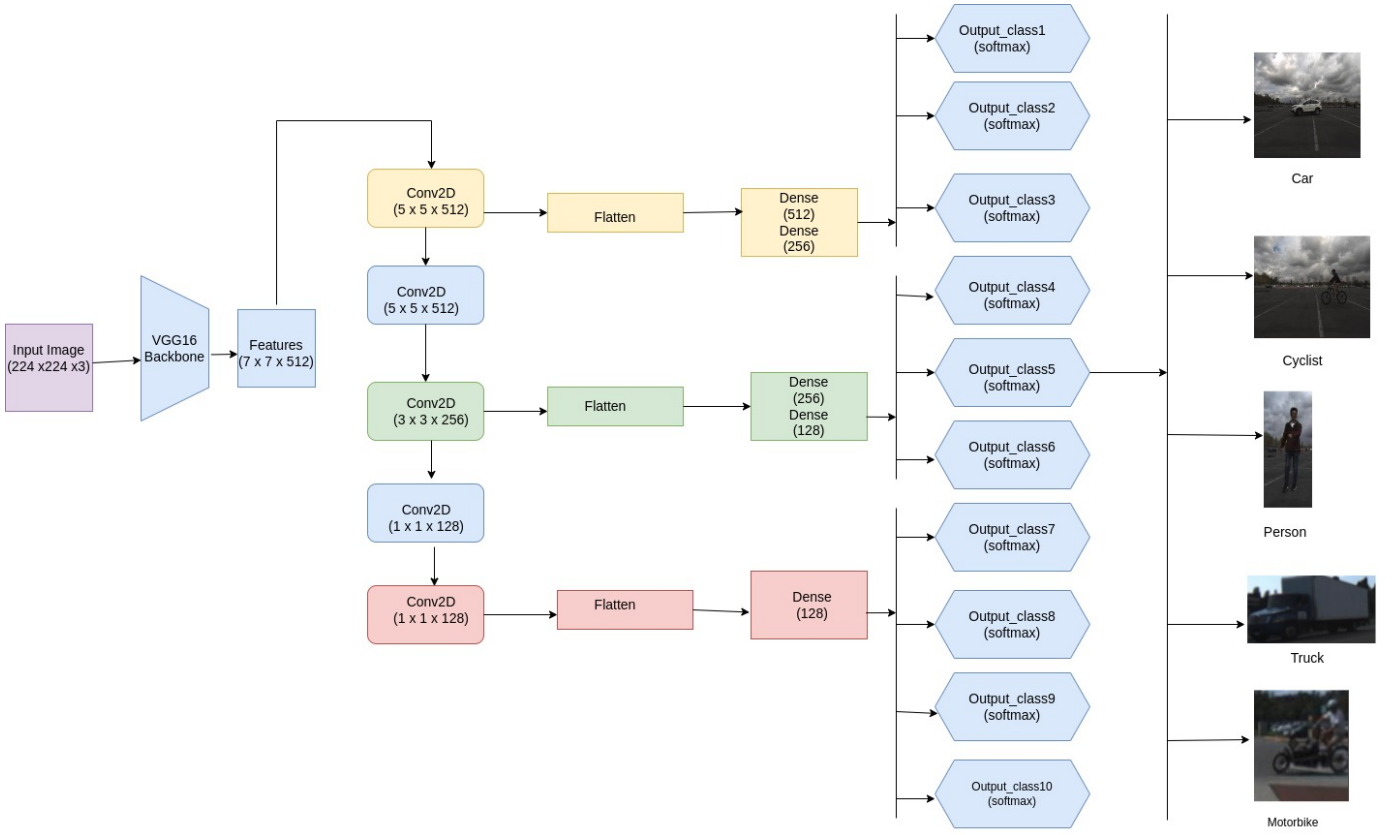 Input Image
(224 x224 x3)
VGG16
Backbone
Features
(7 x 7 x 512)
Conv2D
(5 x 5 x 512)
Flatten
Dense
(512)
Dense
(256)
Conv2D
(5 x 5 x 512)
Conv2D
(3 x 3 x 256)
Flatten
Dense
(256)
Dense
(128)
Conv2D
(1 x 1 x 128)
Conv2D
(1 x 1 x 128)
Flatten
Dense
(128)
Output_class1
(softmax)
Output_class2
(softmax)
Output_class3
(softmax)
Output_class4
(softmax)
Output_class5
(softmax)
Output_class6
(softmax)
Output_class7
(softmax)
Output_class8
(softmax)
Output_class9
(softmax)
Output_class10
(softmax)
Car
Cyclist
Person
Truck
Motorbike